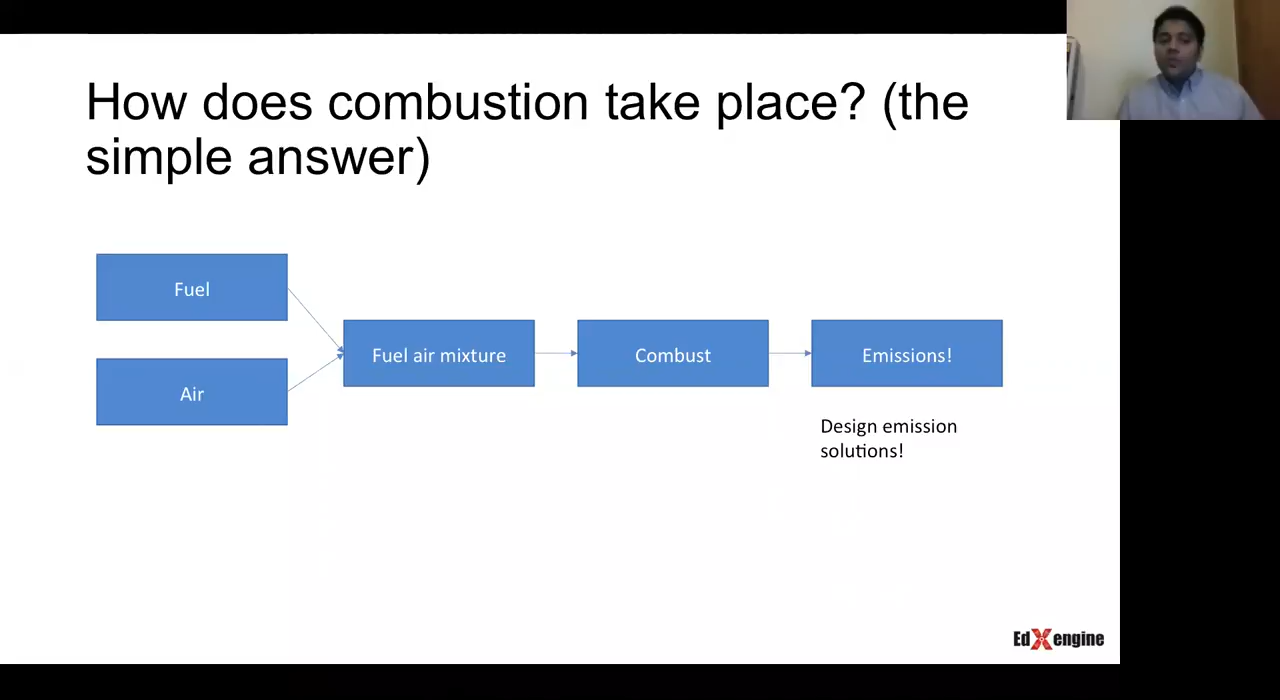 How does combustion take place? (the
simple answer)
Fuel
Air
Fuel air mixture
Combust
Emissions!
Design emission
solutions!
EdXengine